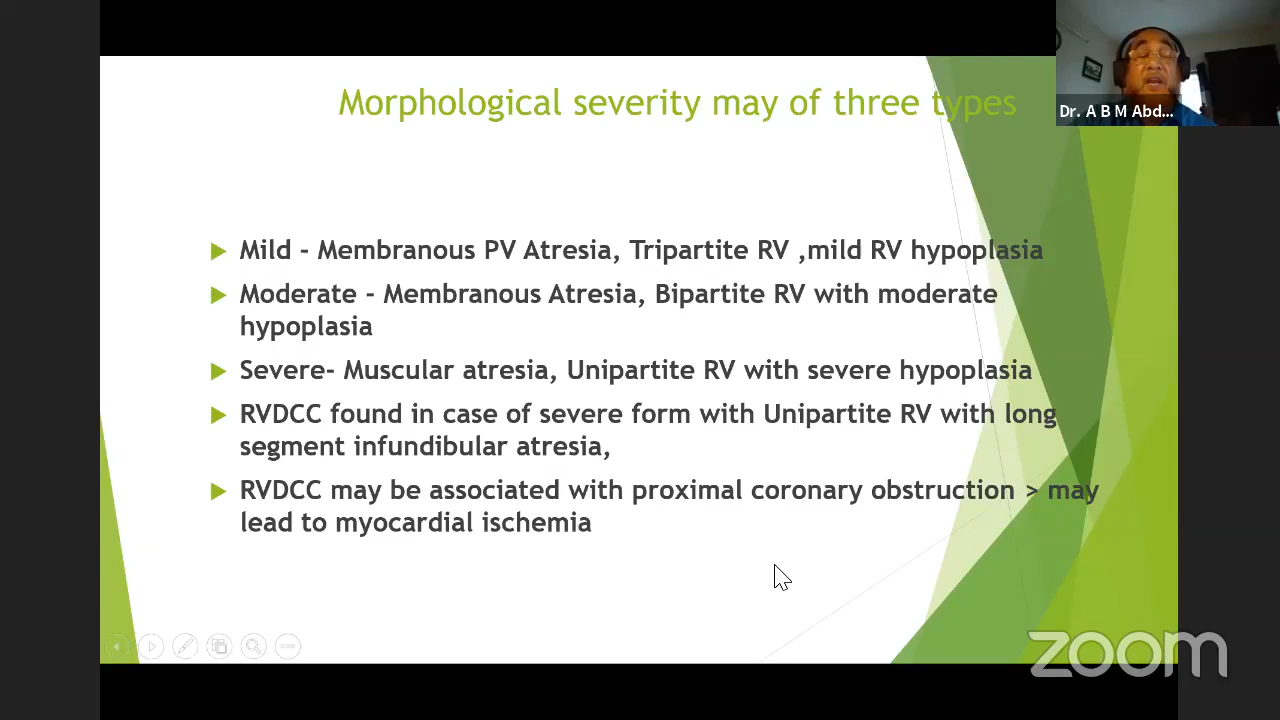 Morphological severity may of three types
Dr. A B M Abd...
Mild - Membranous PV Atresia, Tripartite RV ,mild RV hypoplasia
Moderate - Membranous Atresia, Bipartite RV with moderate
hypoplasia
Severe- Muscular atresia, Unipartite RV with severe hypoplasia
RVDCC found in case of severe form with Unipartite RV with long
segment infundibular atresia,
RVDCC may be associated with proximal coronary obstruction > may
lead to myocardial ischemia
zoom